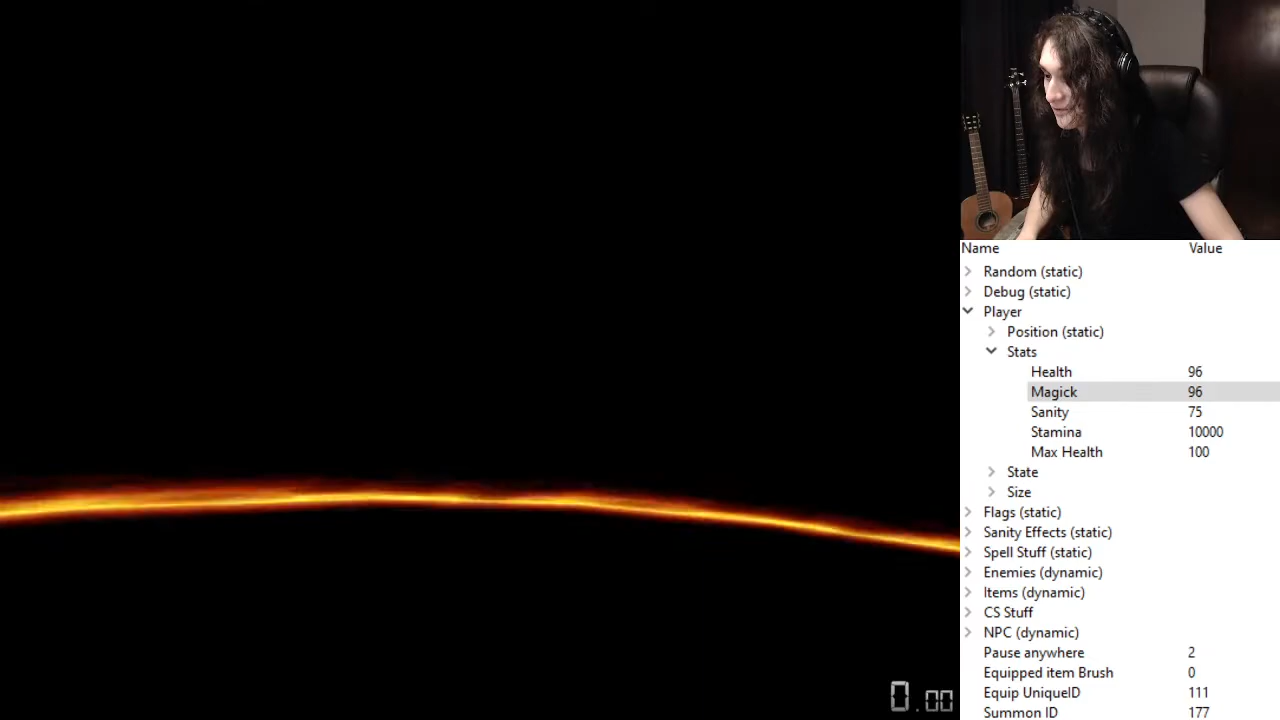 Name Value
Random (static)
Debug (static)
Player
Position (static)
Stats
Health 96
Magick 96
Sanity 75
Stamina 10000
Max Health 100
State
Size
Flags (static)
Sanity Effects (static)
Spell Stuff (static)
Enemies (dynamic)
Items (dynamic)
CS Stuff
NPC (dynamic)
Pause anywhere 2
Equipped item Brush 0
Equip UniqueID 111
Summon ID 177
0.00